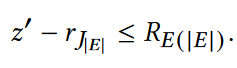 z′ − r_{J_{|E|}} ≤ R_{E(|E|)}.